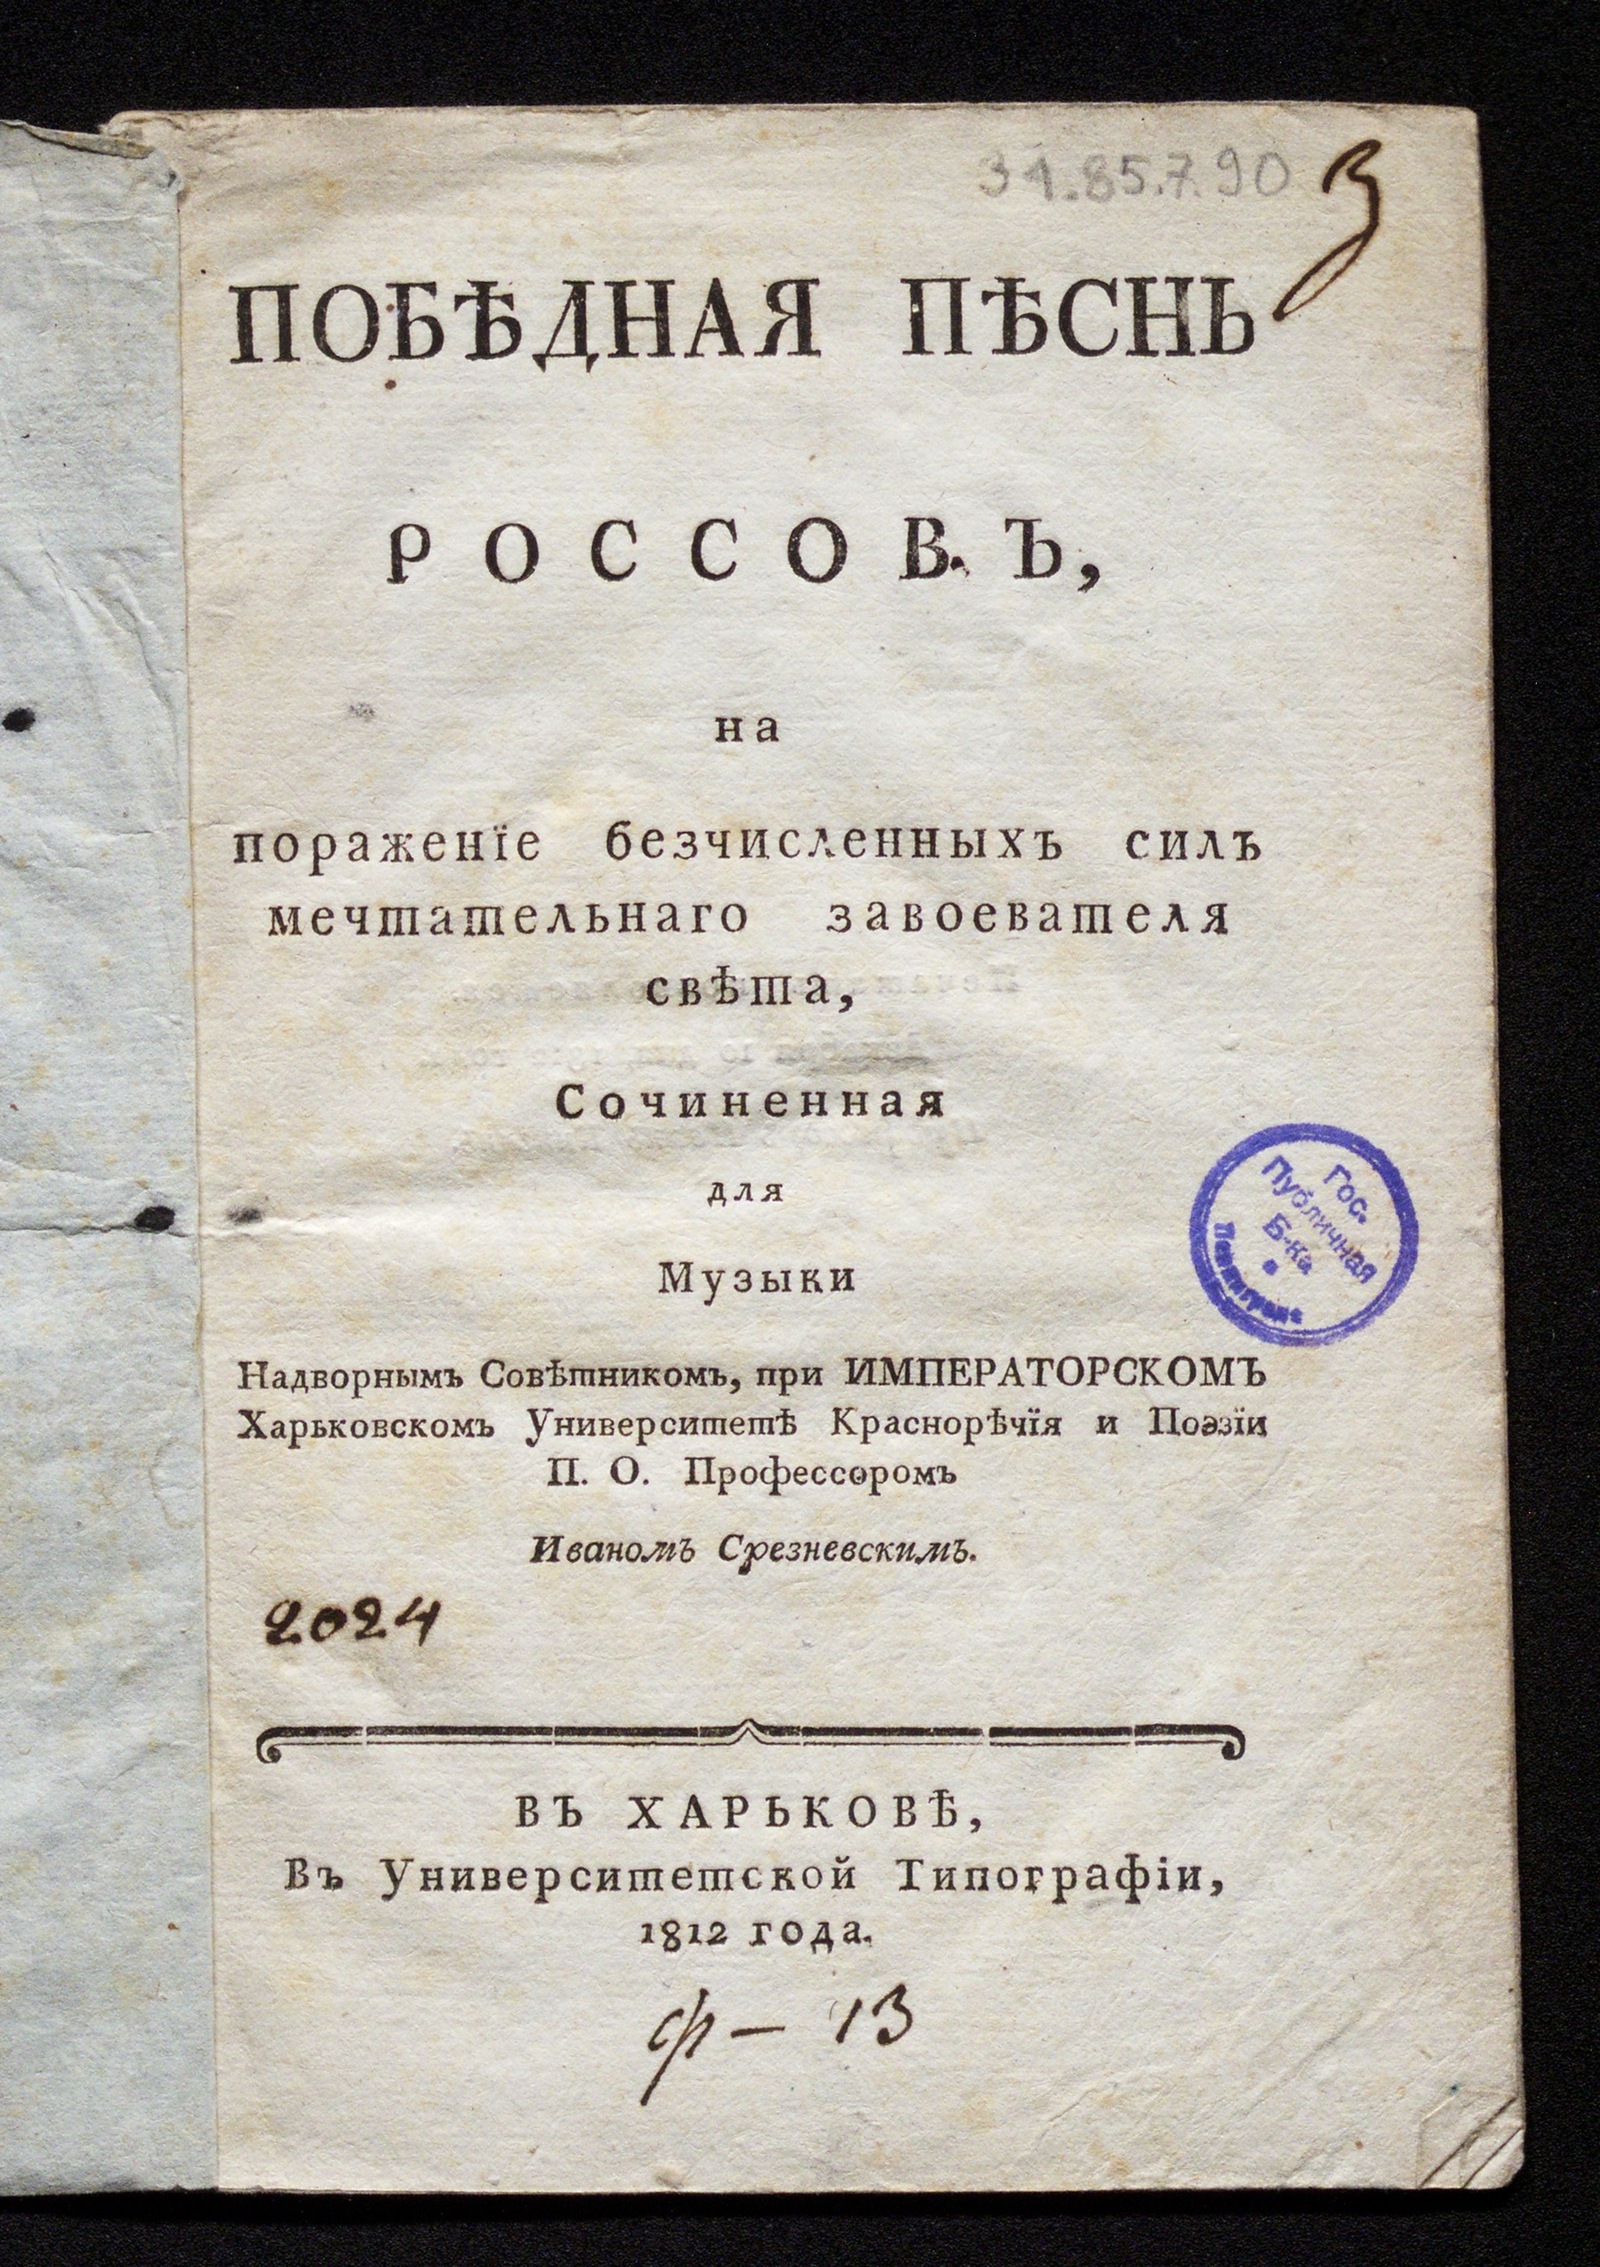 31.85.7.90
3
ПОБѢДНАЯ ПѢСНЬ
РОССОВЪ,
на
пораженїе безчисленныхъ силъ
мечтательнаго завоевателя
свѣта,
Сочиненная
для
Музыки
Гос.
Публичная
Б-ка
Надворнымъ Совѣтникомъ, при ИМПЕРАТОРСКОМЪ
Харьковскомъ Университетѣ Краснорѣчїя и Поэзїи
П. О. Профессоромъ
Иваномъ Срезневскимъ.
2024
ВЪ ХАРЬКОВѢ,
Въ Университетской Типографіи,
1812 года.
Ф — 13